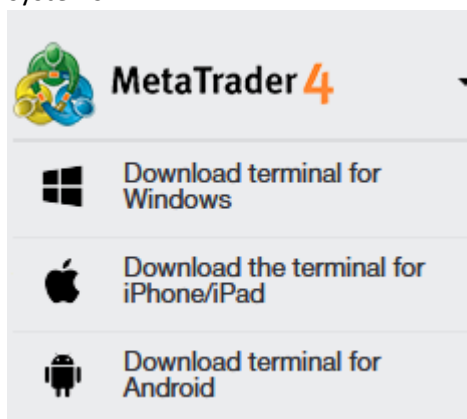 MetaTrader 4
Download terminal for
Windows
Download the terminal for
iPhone/iPad
Download terminal for
Android